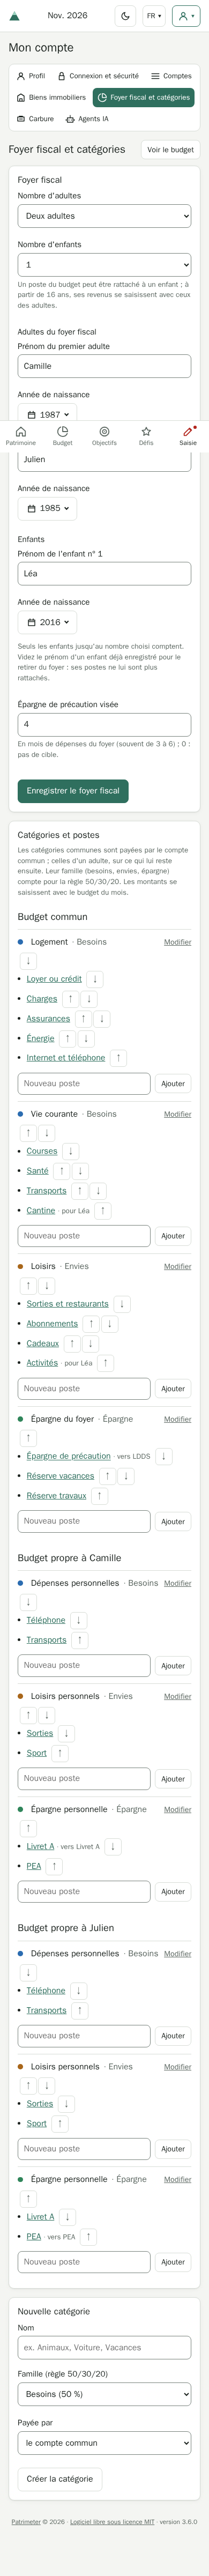 Nov. 2026
FR ▾
▾
Mon compte
Profil
Connexion et sécurité
Comptes
Biens immobiliers
Foyer fiscal et catégories
Carbure
Agents IA
Foyer fiscal et catégories
Voir le budget
Foyer fiscal
Nombre d'adultes
Deux adultes
Nombre d'enfants
1
Un poste du budget peut être rattaché à un enfant ; à
partir de 16 ans, ses revenus se saisissent avec ceux
des adultes.
Adultes du foyer fiscal
Prénom du premier adulte
Camille
Année de naissance
1987
Patrimoine
Budget
Objectifs
Défis
Saisie
Julien
Année de naissance
1985
Enfants
Prénom de l'enfant n° 1
Léa
Année de naissance
2016
Seuls les enfants jusqu'au nombre choisi comptent.
Videz le prénom d'un enfant déjà enregistré pour le
retirer du foyer : ses postes ne lui sont plus
rattachés.
Épargne de précaution visée
4
En mois de dépenses du foyer (souvent de 3 à 6) ; 0 :
pas de cible.
Enregistrer le foyer fiscal
Catégories et postes
Les catégories communes sont payées par le compte
commun ; celles d'un adulte, sur ce qui lui reste
ensuite. Leur famille (besoins, envies, épargne)
compte pour la règle 50/30/20. Les montants se
saisissent avec le budget du mois.
Budget commun
Logement · Besoins
Modifier
↓
Loyer ou crédit ↓
Charges ↑ ↓
Assurances ↑ ↓
Énergie ↑ ↓
Internet et téléphone ↑
Nouveau poste
Ajouter
Vie courante · Besoins
Modifier
↑ ↓
Courses ↓
Santé ↑ ↓
Transports ↑ ↓
Cantine · pour Léa ↑
Nouveau poste
Ajouter
Loisirs · Envies
Modifier
↑ ↓
Sorties et restaurants ↓
Abonnements ↑ ↓
Cadeaux ↑ ↓
Activités · pour Léa ↑
Nouveau poste
Ajouter
Épargne du foyer · Épargne
Modifier
↑
Épargne de précaution · vers LDDS ↓
Réserve vacances ↑ ↓
Réserve travaux ↑
Nouveau poste
Ajouter
Budget propre à Camille
Dépenses personnelles · Besoins
Modifier
↓
Téléphone ↓
Transports ↑
Nouveau poste
Ajouter
Loisirs personnels · Envies
Modifier
↑ ↓
Sorties ↓
Sport ↑
Nouveau poste
Ajouter
Épargne personnelle · Épargne
Modifier
↑
Livret A · vers Livret A ↓
PEA ↑
Nouveau poste
Ajouter
Budget propre à Julien
Dépenses personnelles · Besoins
Modifier
↓
Téléphone ↓
Transports ↑
Nouveau poste
Ajouter
Loisirs personnels · Envies
Modifier
↑ ↓
Sorties ↓
Sport ↑
Nouveau poste
Ajouter
Épargne personnelle · Épargne
Modifier
↑
Livret A ↓
PEA · vers PEA ↑
Nouveau poste
Ajouter
Nouvelle catégorie
Nom
ex. Animaux, Voiture, Vacances
Famille (règle 50/30/20)
Besoins (50 %)
Payée par
le compte commun
Créer la catégorie
Patrimeter © 2026 · Logiciel libre sous licence MIT · version 3.6.0